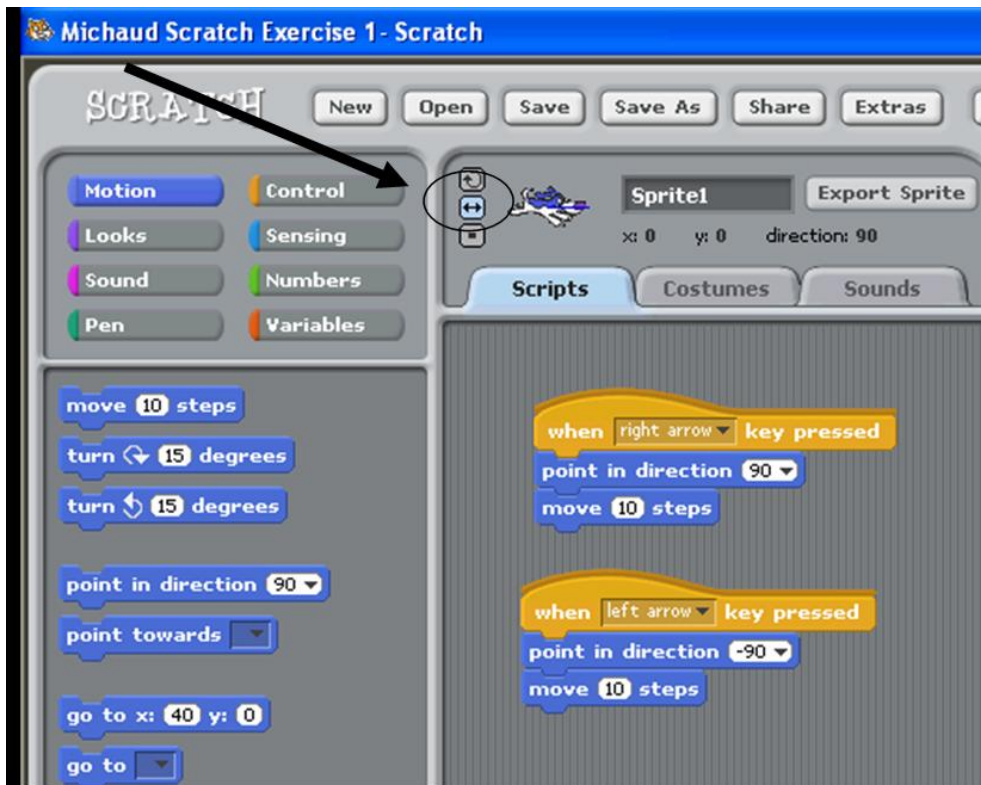 Michaud Scratch Exercise 1- Scratch
SCRATCH
New Open Save Save As Share Extras
Motion Control
Looks Sensing
Sound Numbers
Pen Variables
Sprite1 Export Sprite
x: 0 y: 0 direction: 90
Scripts Costumes Sounds
move 10 steps
turn 15 degrees
turn 15 degrees
point in direction 90
point towards
go to x: 40 y: 0
go to
when right arrow key pressed
point in direction 90
move 10 steps
when left arrow key pressed
point in direction -90
move 10 steps